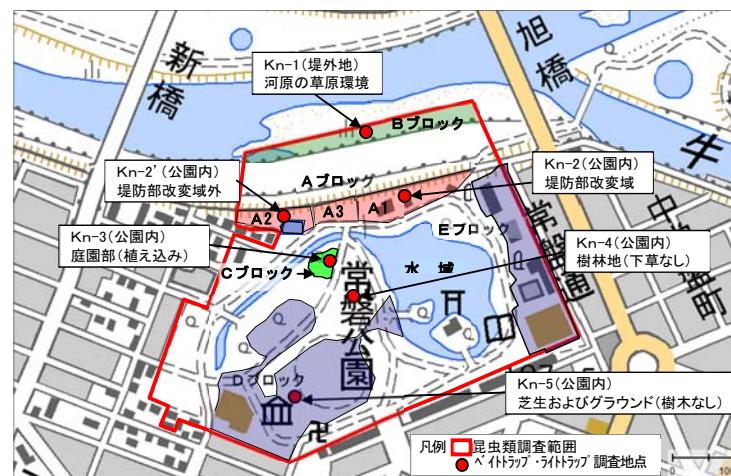 新橋
旭橋
Kn-1(堤外地)
河原の草原環境
Bブロック
牛
Kn-2'(公園内)
堤防部改変域外
Aブロック
Kn-2(公園内)
堤防部改変域
A2
A3
A1
Kn-3(公園内)
庭園部(植え込み)
Eブロック
常盤通
Kn-4(公園内)
樹林地(下草なし)
Cブロック
水域
常磐公園
Dブロック
Kn-5(公園内)
芝生およびグラウンド(樹木なし)
凡例
昆虫類調査範囲
ベイトトラップ・ライトトラップ調査地点
0